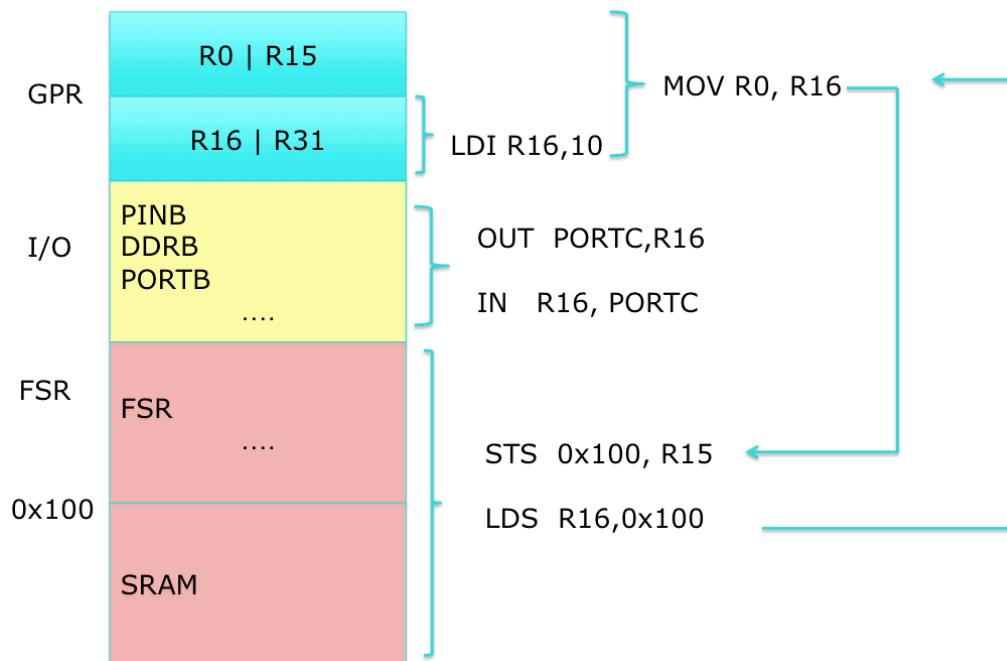 R0 | R15
GPR
MOV R0, R16
R16 | R31
LDI R16,10
PINB
I/O
DDRB
OUT  PORTC,R16
PORTB
....
IN   R16, PORTC
FSR
FSR
....
STS  0x100, R15
0x100
LDS  R16,0x100
SRAM